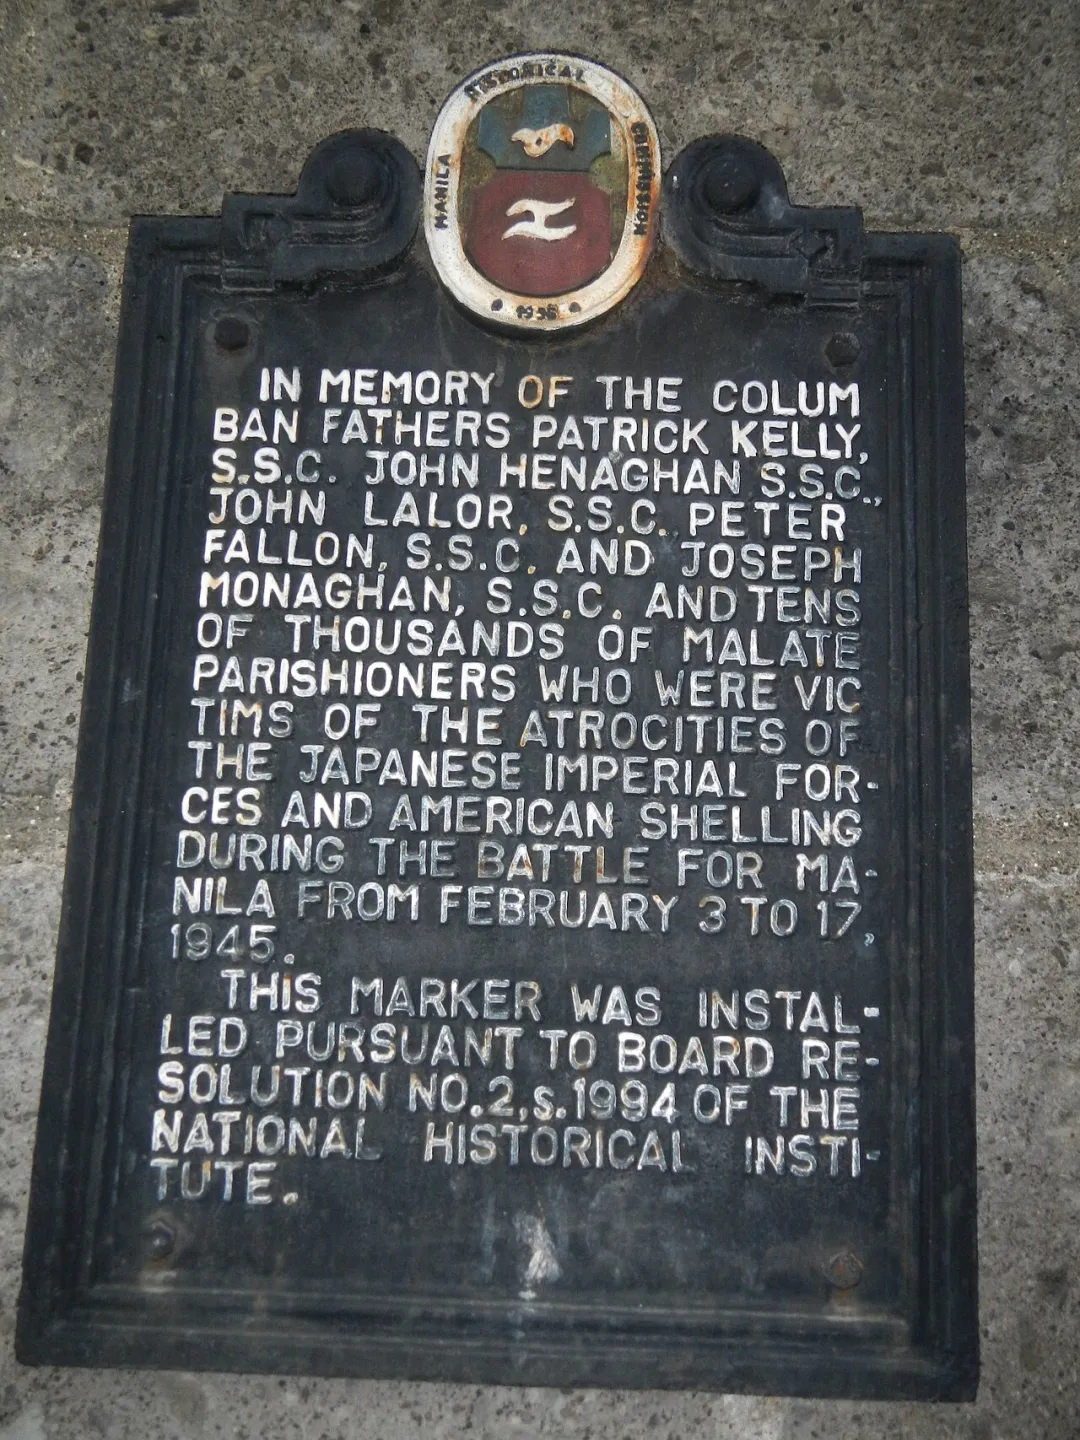 HISTORICAL
MANILA
COMMISSION
IN MEMORY OF THE COLUM
BAN FATHERS PATRICK KELLY,
S.S.C. JOHN HENAGHAN S.S.C.,
JOHN LALOR, S.S.C. PETER
FALLON, S.S.C. AND JOSEPH
MONAGHAN, S.S.C. AND TENS
OF THOUSANDS OF MALATE
PARISHIONERS WHO WERE VIC
TIMS OF THE ATROCITIES OF
THE JAPANESE IMPERIAL FOR-
CES AND AMERICAN SHELLING
DURING THE BATTLE FOR MA-
NILA FROM FEBRUARY 3 TO 17,
1945.
THIS MARKER WAS INSTAL-
LED PURSUANT TO BOARD RE-
SOLUTION NO.2,s.1994 OF THE
NATIONAL HISTORICAL INSTI-
TUTE.